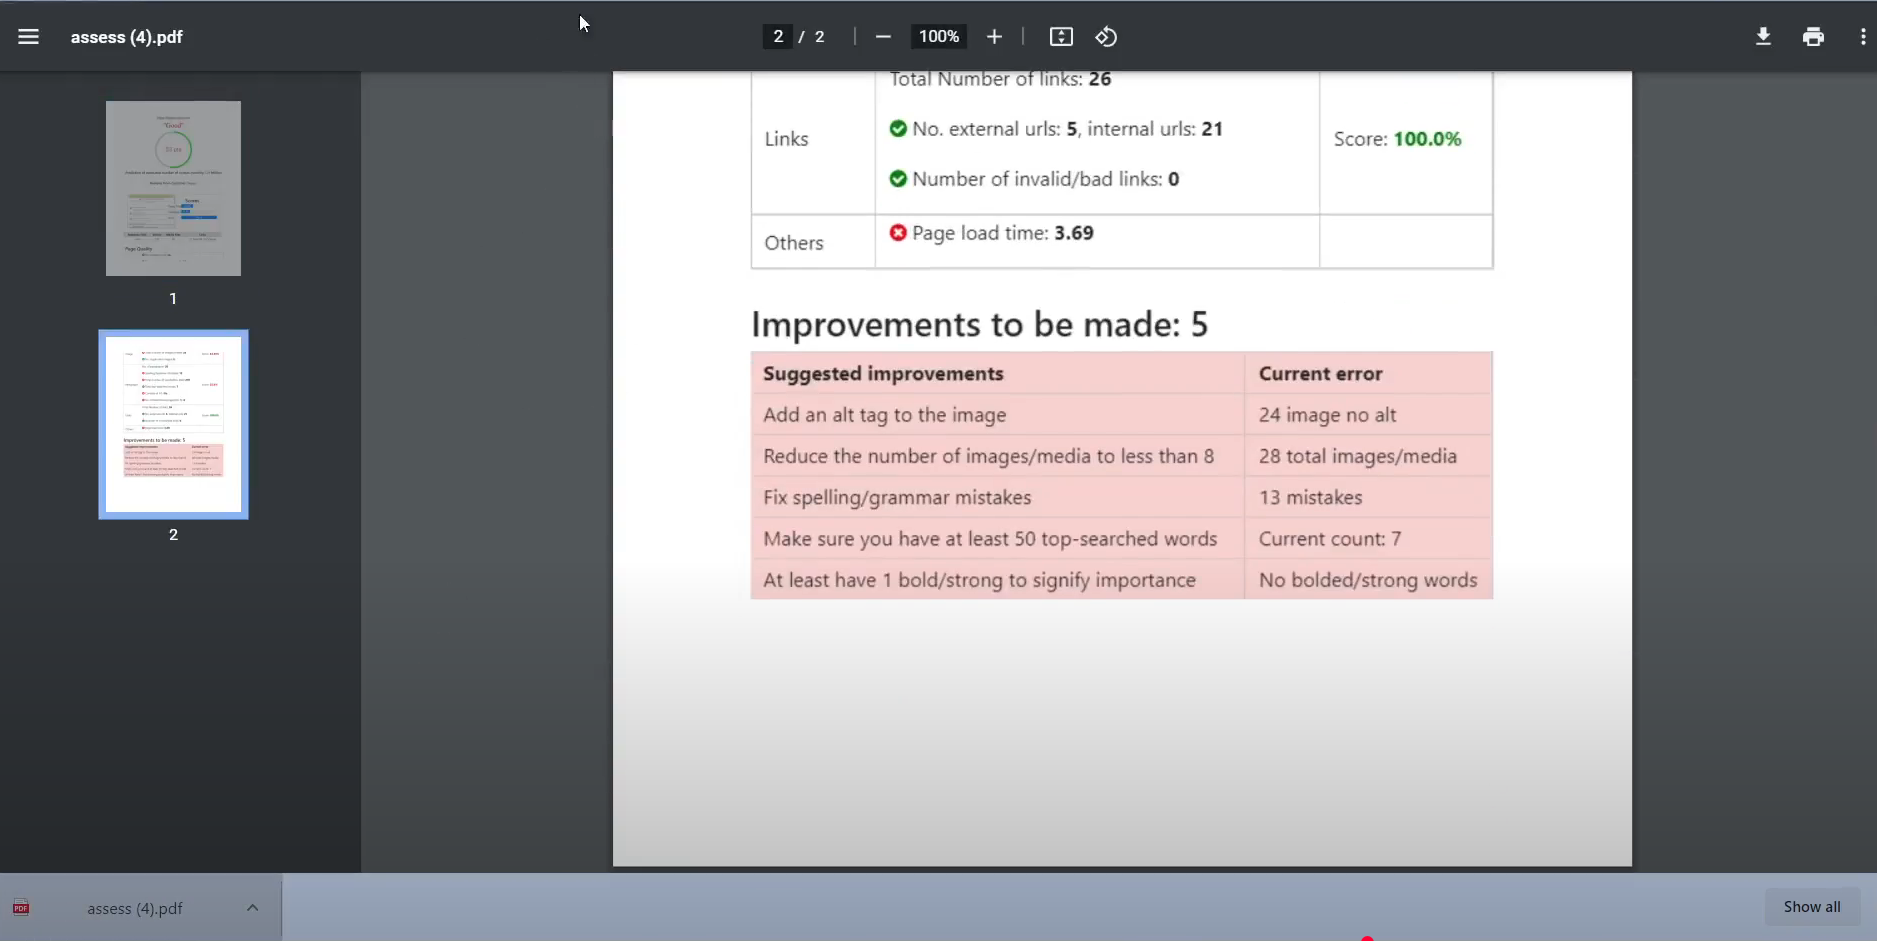 assess (4).pdf
2 / 2
100%
1
2
Total Number of links: 26
Links
No. external urls: 5, internal urls: 21
Score: 100.0%
Number of invalid/bad links: 0
Others
Page load time: 3.69
Improvements to be made: 5
Suggested improvements Current error
Add an alt tag to the image 24 image no alt
Reduce the number of images/media to less than 8 28 total images/media
Fix spelling/grammar mistakes 13 mistakes
Make sure you have at least 50 top-searched words Current count: 7
At least have 1 bold/strong to signify importance No bolded/strong words
PDF
assess (4).pdf
Show all